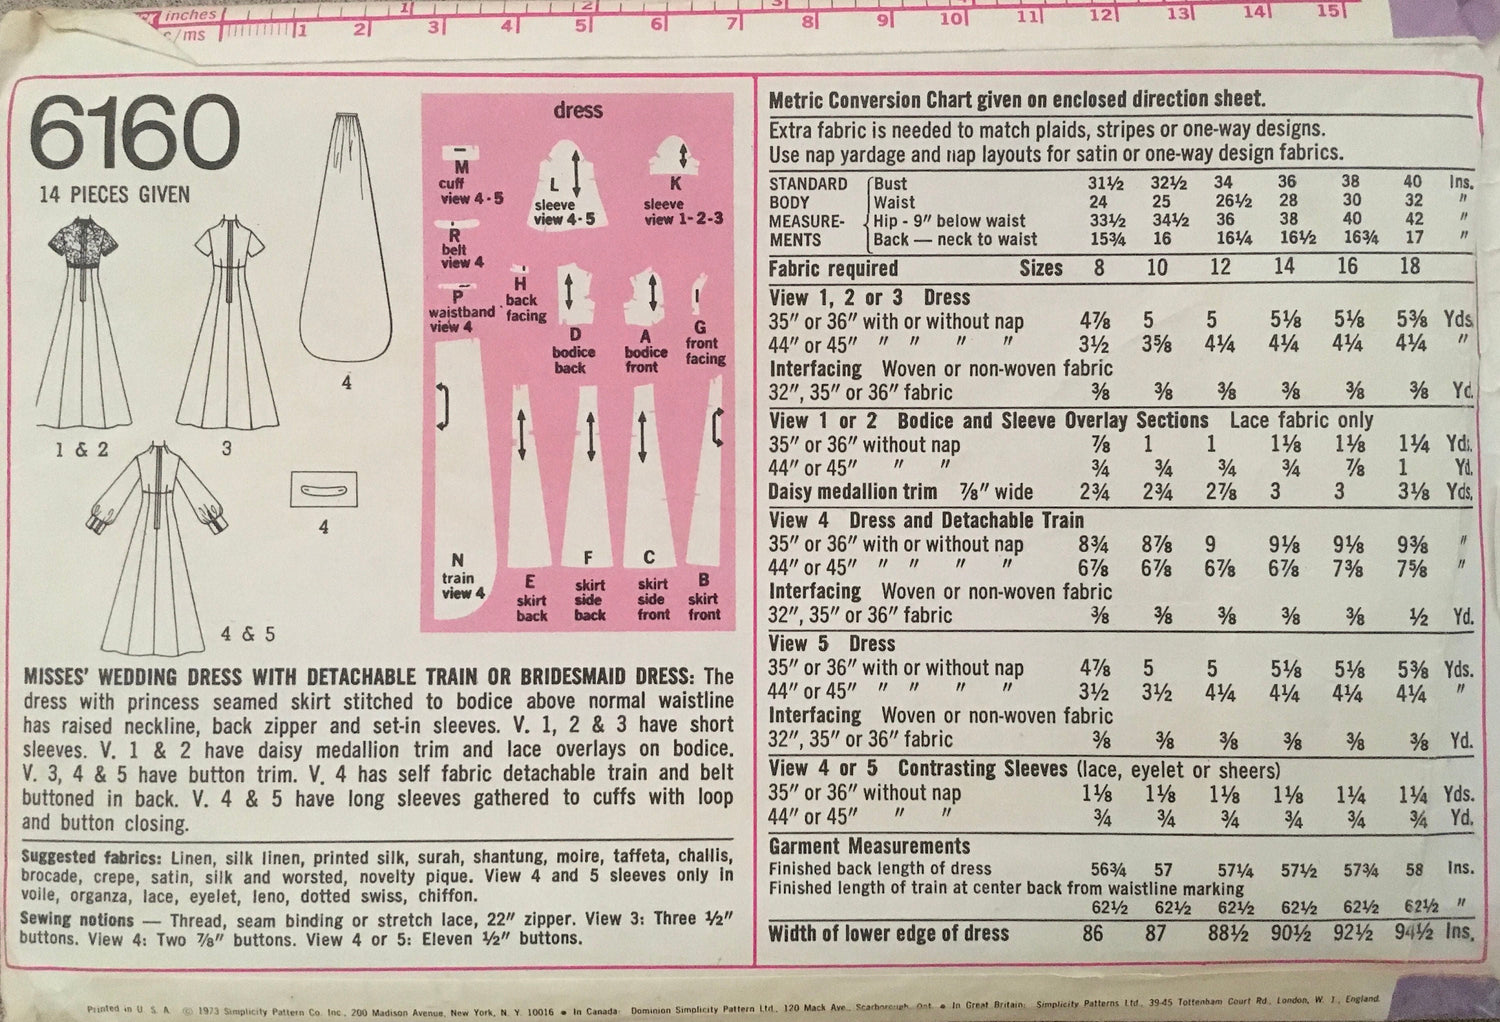 inches 1 2 3
c/ms 1 2 3 4 5 6 7 8 9 10 11 12 13 14 15
6160
14 PIECES GIVEN
1 & 2
3
4
4
4 & 5
dress
M
cuff
view 4-5
L
sleeve
view 4-5
K
sleeve
view 1-2-3
R
belt
view 4
P
waistband
view 4
H
back
facing
D
bodice
back
A
bodice
front
G
front
facing
I
N
train
view 4
E
skirt
back
F
skirt
side
back
C
skirt
side
front
B
skirt
front
MISSES' WEDDING DRESS WITH DETACHABLE TRAIN OR BRIDESMAID DRESS: The
dress with princess seamed skirt stitched to bodice above normal waistline
has raised neckline, back zipper and set-in sleeves. V. 1, 2 & 3 have short
sleeves. V. 1 & 2 have daisy medallion trim and lace overlays on bodice.
V. 3, 4 & 5 have button trim. V. 4 has self fabric detachable train and belt
buttoned in back. V. 4 & 5 have long sleeves gathered to cuffs with loop
and button closing.
Suggested fabrics: Linen, silk linen, printed silk, surah, shantung, moire, taffeta, challis,
brocade, crepe, satin, silk and worsted, novelty pique. View 4 and 5 sleeves only in
voile, organza, lace, eyelet, leno, dotted swiss, chiffon.
Sewing notions — Thread, seam binding or stretch lace, 22" zipper. View 3: Three ½"
buttons. View 4: Two ⅞" buttons. View 4 or 5: Eleven ½" buttons.
Metric Conversion Chart given on enclosed direction sheet.
Extra fabric is needed to match plaids, stripes or one-way designs.
Use nap yardage and nap layouts for satin or one-way design fabrics.
STANDARD Bust 31½ 32½ 34 36 38 40 Ins.
BODY Waist 24 25 26½ 28 30 32 "
MEASURE- Hip - 9" below waist 33½ 34½ 36 38 40 42 "
MENTS Back — neck to waist 15¾ 16 16¼ 16½ 16¾ 17 "
Fabric required Sizes 8 10 12 14 16 18
View 1, 2 or 3 Dress
35" or 36" with or without nap 4⅞ 5 5 5⅛ 5⅛ 5⅜ Yds.
44" or 45" " " " " 3½ 3⅝ 4¼ 4¼ 4¼ 4¼ "
Interfacing Woven or non-woven fabric
32", 35" or 36" fabric ⅜ ⅜ ⅜ ⅜ ⅜ ⅜ Yd.
View 1 or 2 Bodice and Sleeve Overlay Sections Lace fabric only
35" or 36" without nap ⅞ 1 1 1⅛ 1⅛ 1¼ Yds.
44" or 45" " " ¾ ¾ ¾ ¾ ⅞ 1 Yd.
Daisy medallion trim ⅞" wide 2¾ 2¾ 2⅞ 3 3 3⅛ Yds.
View 4 Dress and Detachable Train
35" or 36" with or without nap 8¾ 8⅞ 9 9⅛ 9⅛ 9⅜ "
44" or 45" " " " " 6⅞ 6⅞ 6⅞ 6⅞ 7⅜ 7⅝ "
Interfacing Woven or non-woven fabric
32", 35" or 36" fabric ⅜ ⅜ ⅜ ⅜ ⅜ ½ Yd.
View 5 Dress
35" or 36" with or without nap 4⅞ 5 5 5⅛ 5⅛ 5⅜ Yds.
44" or 45" " " " " 3½ 3½ 4¼ 4¼ 4¼ 4¼ "
Interfacing Woven or non-woven fabric
32", 35" or 36" fabric ⅜ ⅜ ⅜ ⅜ ⅜ ⅜ Yd.
View 4 or 5 Contrasting Sleeves (lace, eyelet or sheers)
35" or 36" without nap 1⅛ 1⅛ 1⅛ 1⅛ 1¼ 1¼ Yds.
44" or 45" " " ¾ ¾ ¾ ¾ ¾ ¾ Yd.
Garment Measurements
Finished back length of dress 56¾ 57 57¼ 57½ 57¾ 58 Ins.
Finished length of train at center back from waistline marking
62½ 62½ 62½ 62½ 62½ 62½ "
Width of lower edge of dress 86 87 88½ 90½ 92½ 94½ Ins.
Printed in U. S. A. © 1973 Simplicity Pattern Co. Inc., 200 Madison Avenue, New York, N. Y. 10016 • In Canada: Dominion Simplicity Pattern Ltd., 120 Mack Ave., Scarborough, Ont. • In Great Britain: Simplicity Patterns Ltd., 39-45 Tottenham Court Rd., London, W. 1., England.